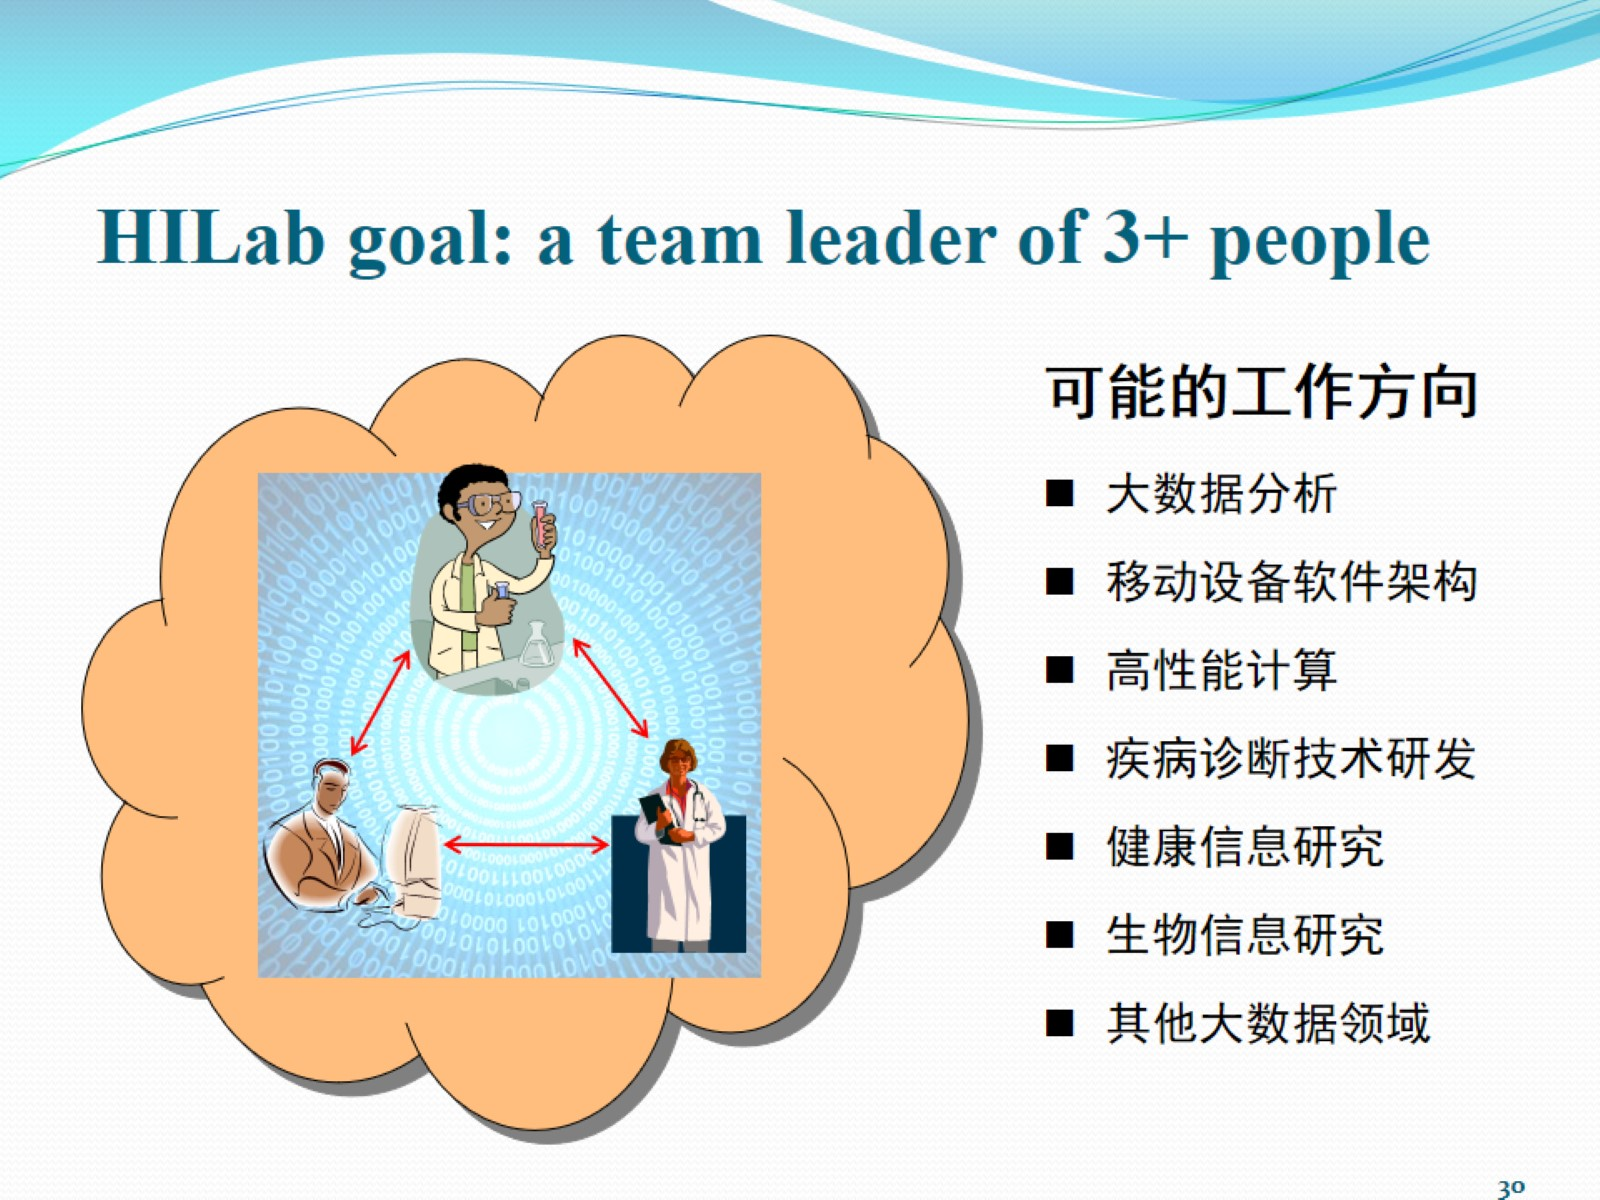 HILab goal: a team leader of 3+ people
可能的工作方向
■ 大数据分析
■ 移动设备软件架构
■ 高性能计算
■ 疾病诊断技术研发
■ 健康信息研究
■ 生物信息研究
■ 其他大数据领域
30